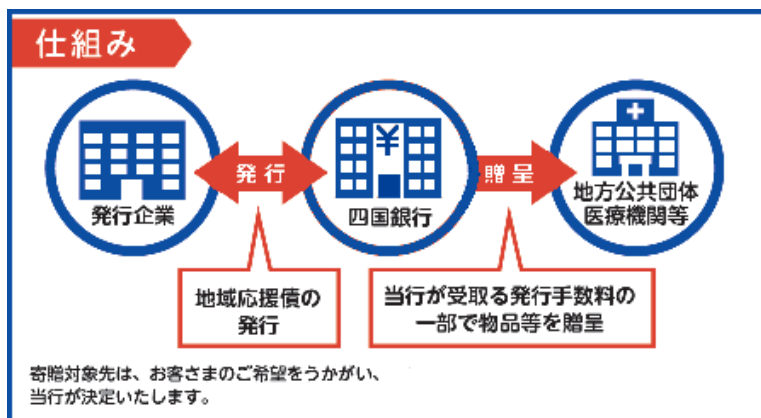 仕組み
発行
贈呈
発行企業
四国銀行
地方公共団体
医療機関等
地域応援債の
発行
当行が受取る発行手数料の
一部で物品等を贈呈
寄贈対象先は、お客さまのご希望をうかがい、
当行が決定いたします。